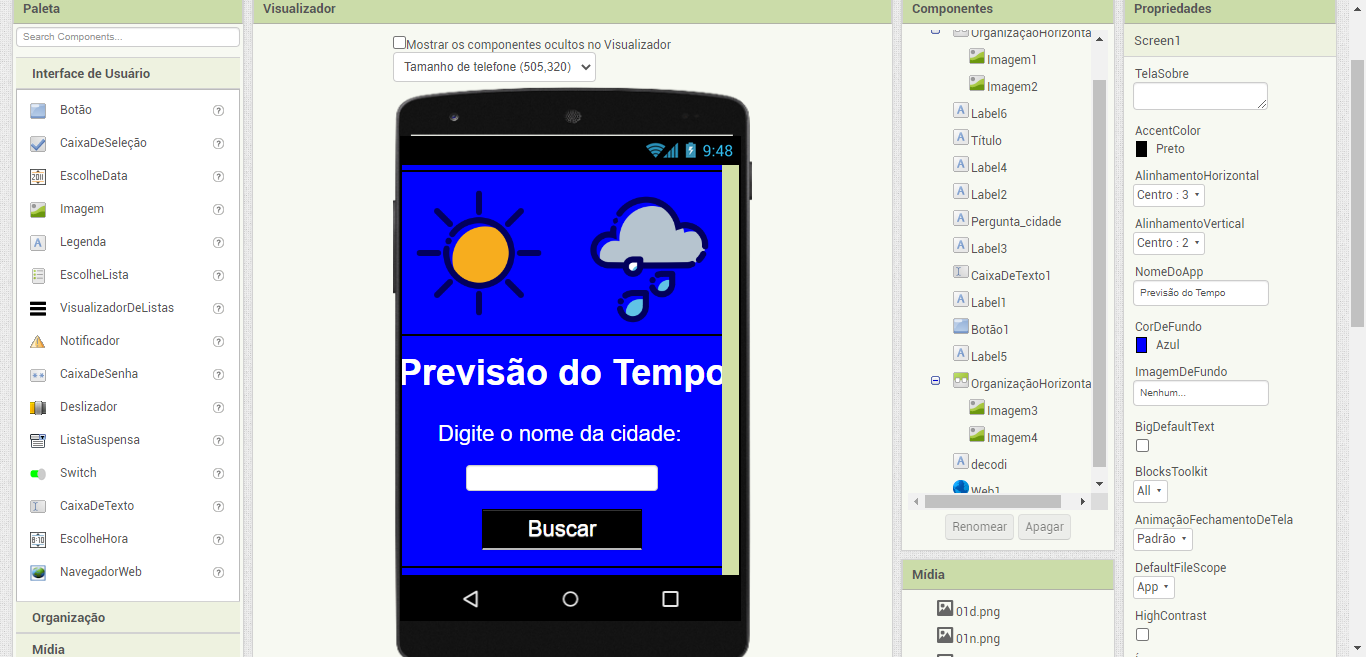 Paleta
Search Components...
Interface de Usuário
Botão
CaixaDeSeleção
EscolheData
Imagem
Legenda
EscolheLista
VisualizadorDeListas
Notificador
CaixaDeSenha
Deslizador
ListaSuspensa
Switch
CaixaDeTexto
EscolheHora
NavegadorWeb
Organização
Mídia
Visualizador
Mostrar os componentes ocultos no Visualizador
Tamanho de telefone (505,320)
9:48
Previsão do Tempo
Digite o nome da cidade:
Buscar
Componentes
OrganizaçãoHorizonta
Imagem1
Imagem2
Label6
Título
Label4
Label2
Pergunta_cidade
Label3
CaixaDeTexto1
Label1
Botão1
Label5
OrganizaçãoHorizonta
Imagem3
Imagem4
decodi
Web1
Renomear Apagar
Mídia
01d.png
01n.png
Propriedades
Screen1
TelaSobre
AccentColor
Preto
AlinhamentoHorizontal
Centro : 3
AlinhamentoVertical
Centro : 2
NomeDoApp
Previsão do Tempo
CorDeFundo
Azul
ImagemDeFundo
Nenhum...
BigDefaultText
BlocksToolkit
All
AnimaçãoFechamentoDeTela
Padrão
DefaultFileScope
App
HighContrast